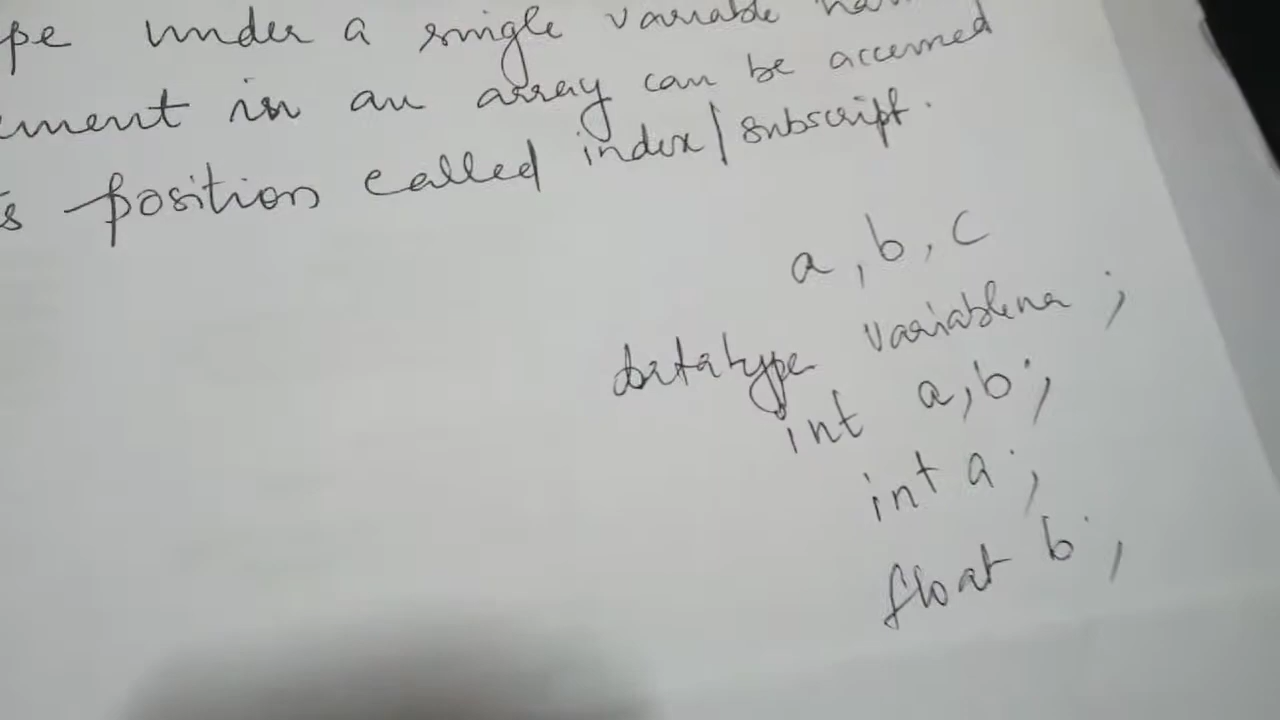 pe under a single variable na
ement in an array can be accessed
s position called index/subscript.
a, b, c
datatype variablena ;
int a, b ;
int a ;
float b ;